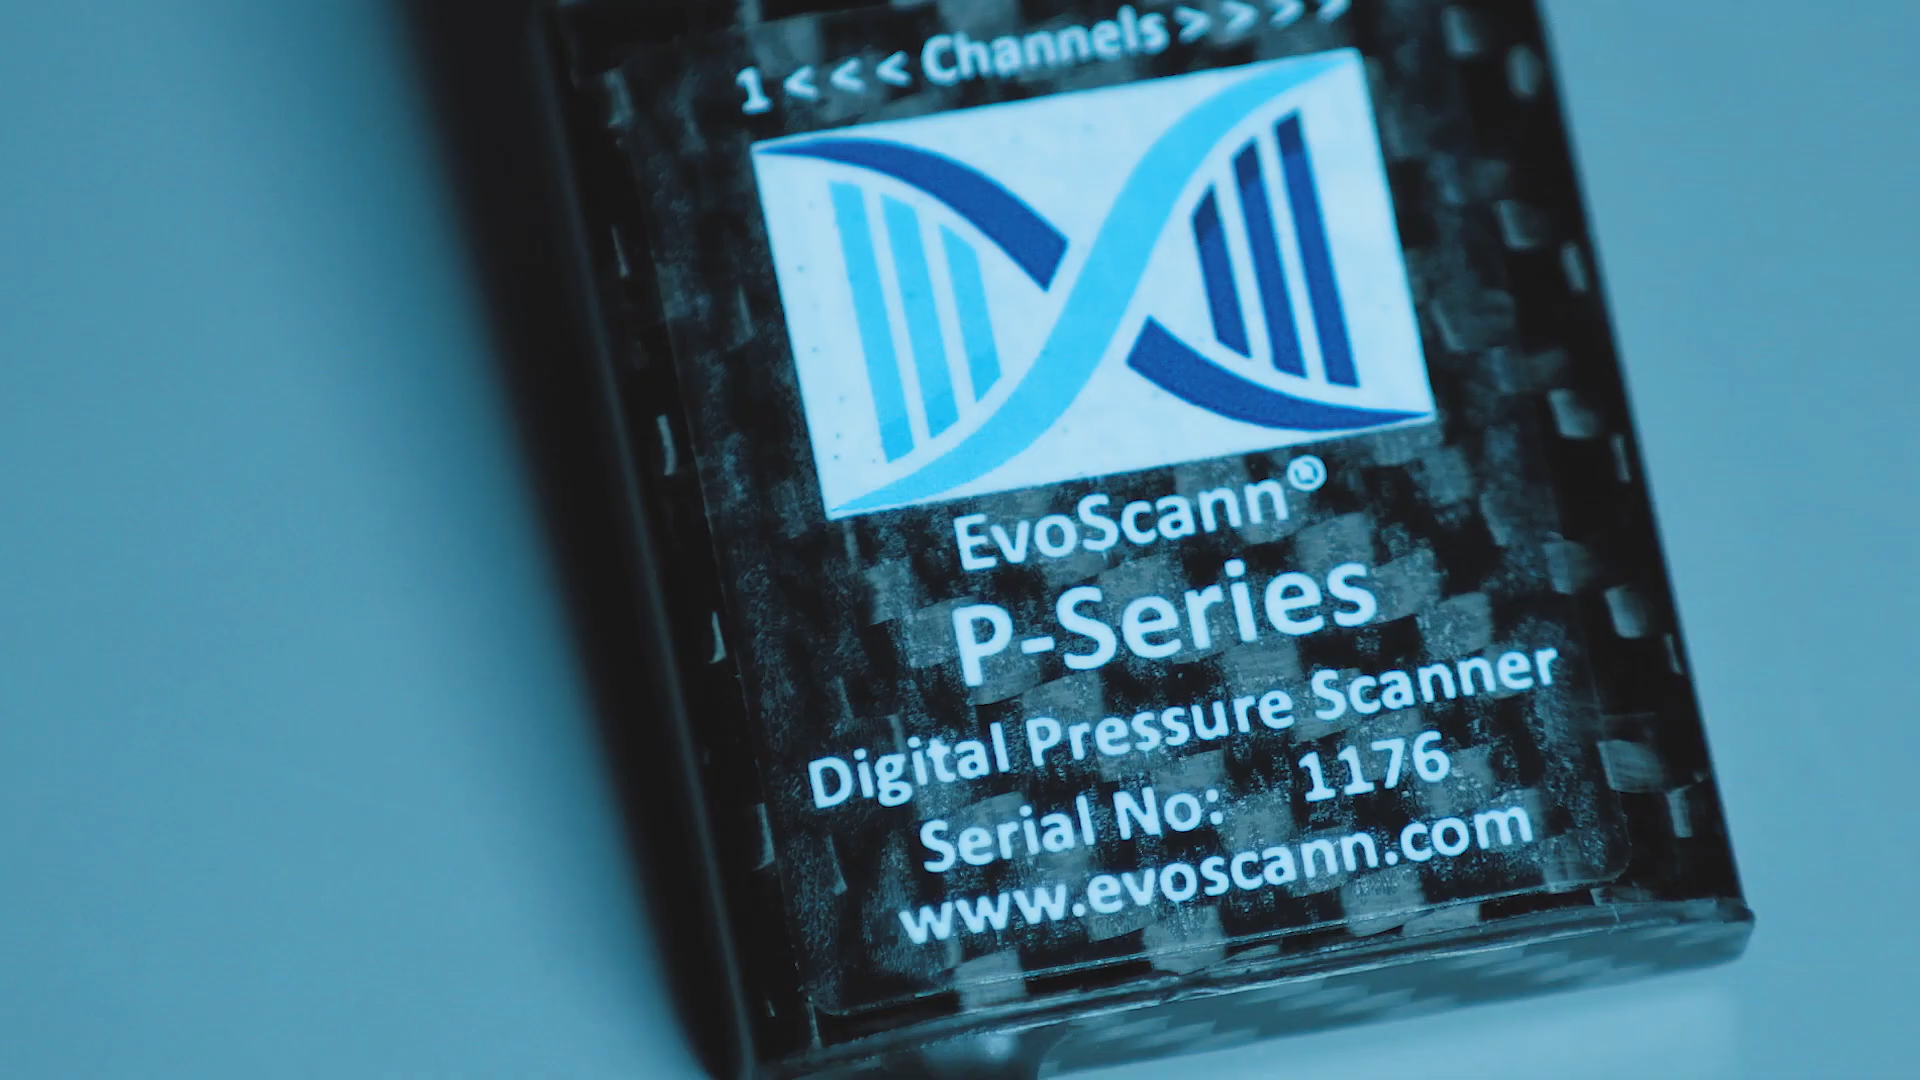 1 < < < Channels > > > >
EvoScann®
P-Series
Digital Pressure Scanner
Serial No: 1176
www.evoscann.com